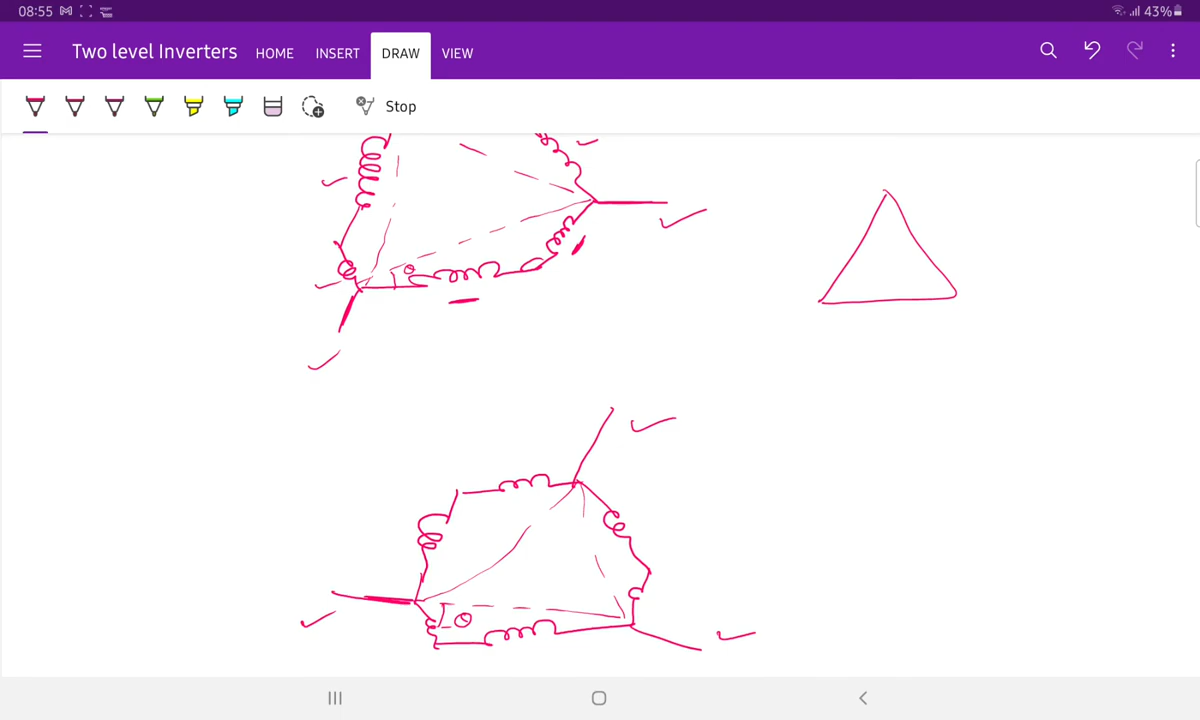 08:55 43%
Two level Inverters HOME INSERT DRAW VIEW
Stop
θ
θ